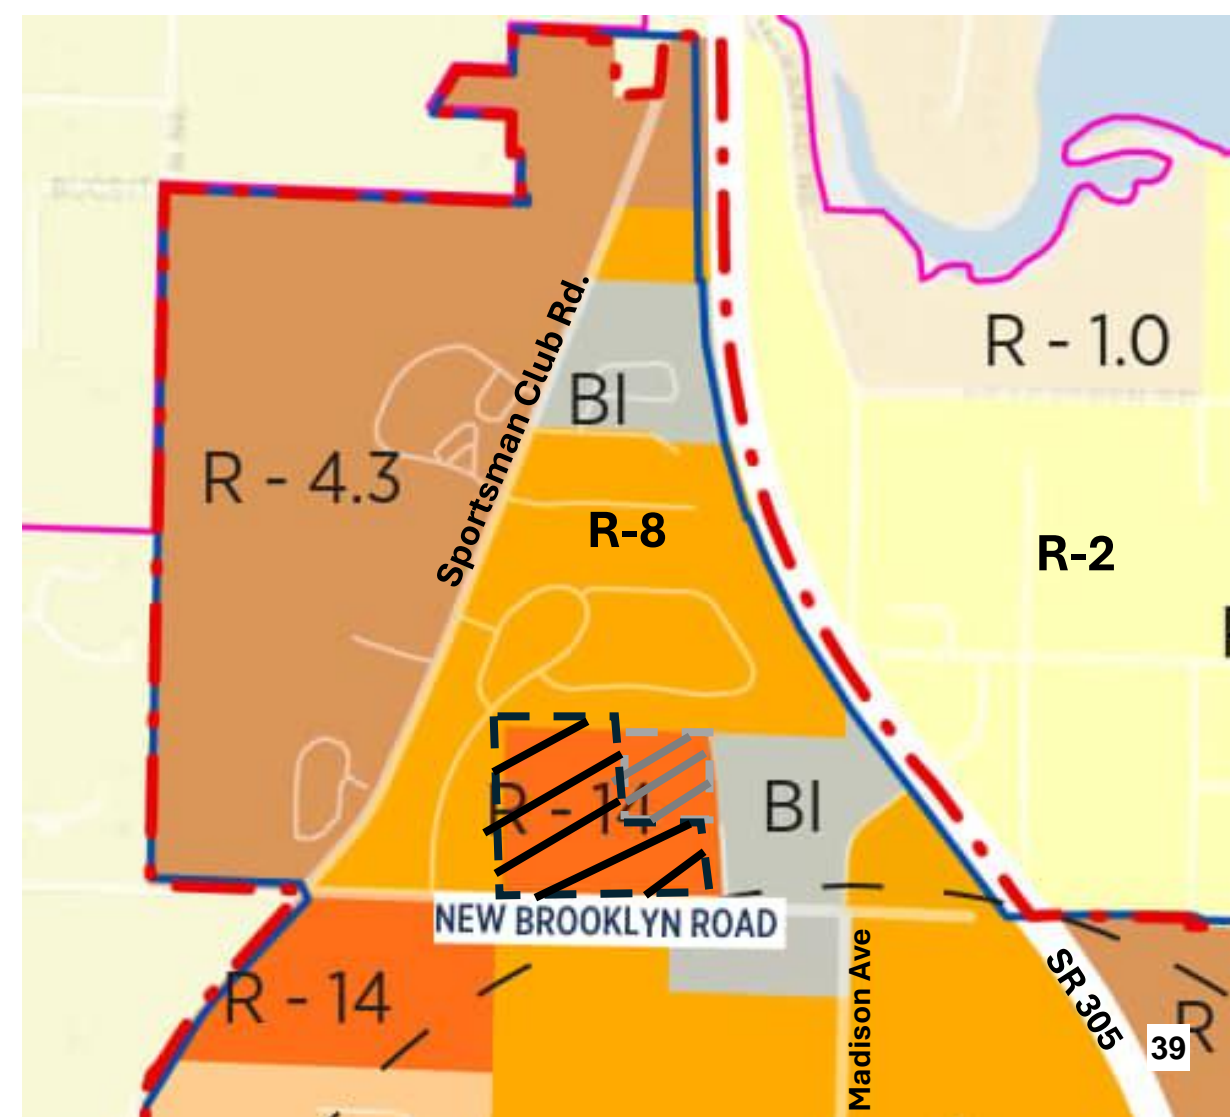 R - 1.0
BI
Sportsman Club Rd.
R - 4.3
R-8
R-2
R - 14
BI
NEW BROOKLYN ROAD
R - 14
Madison Ave
SR 305
R
39